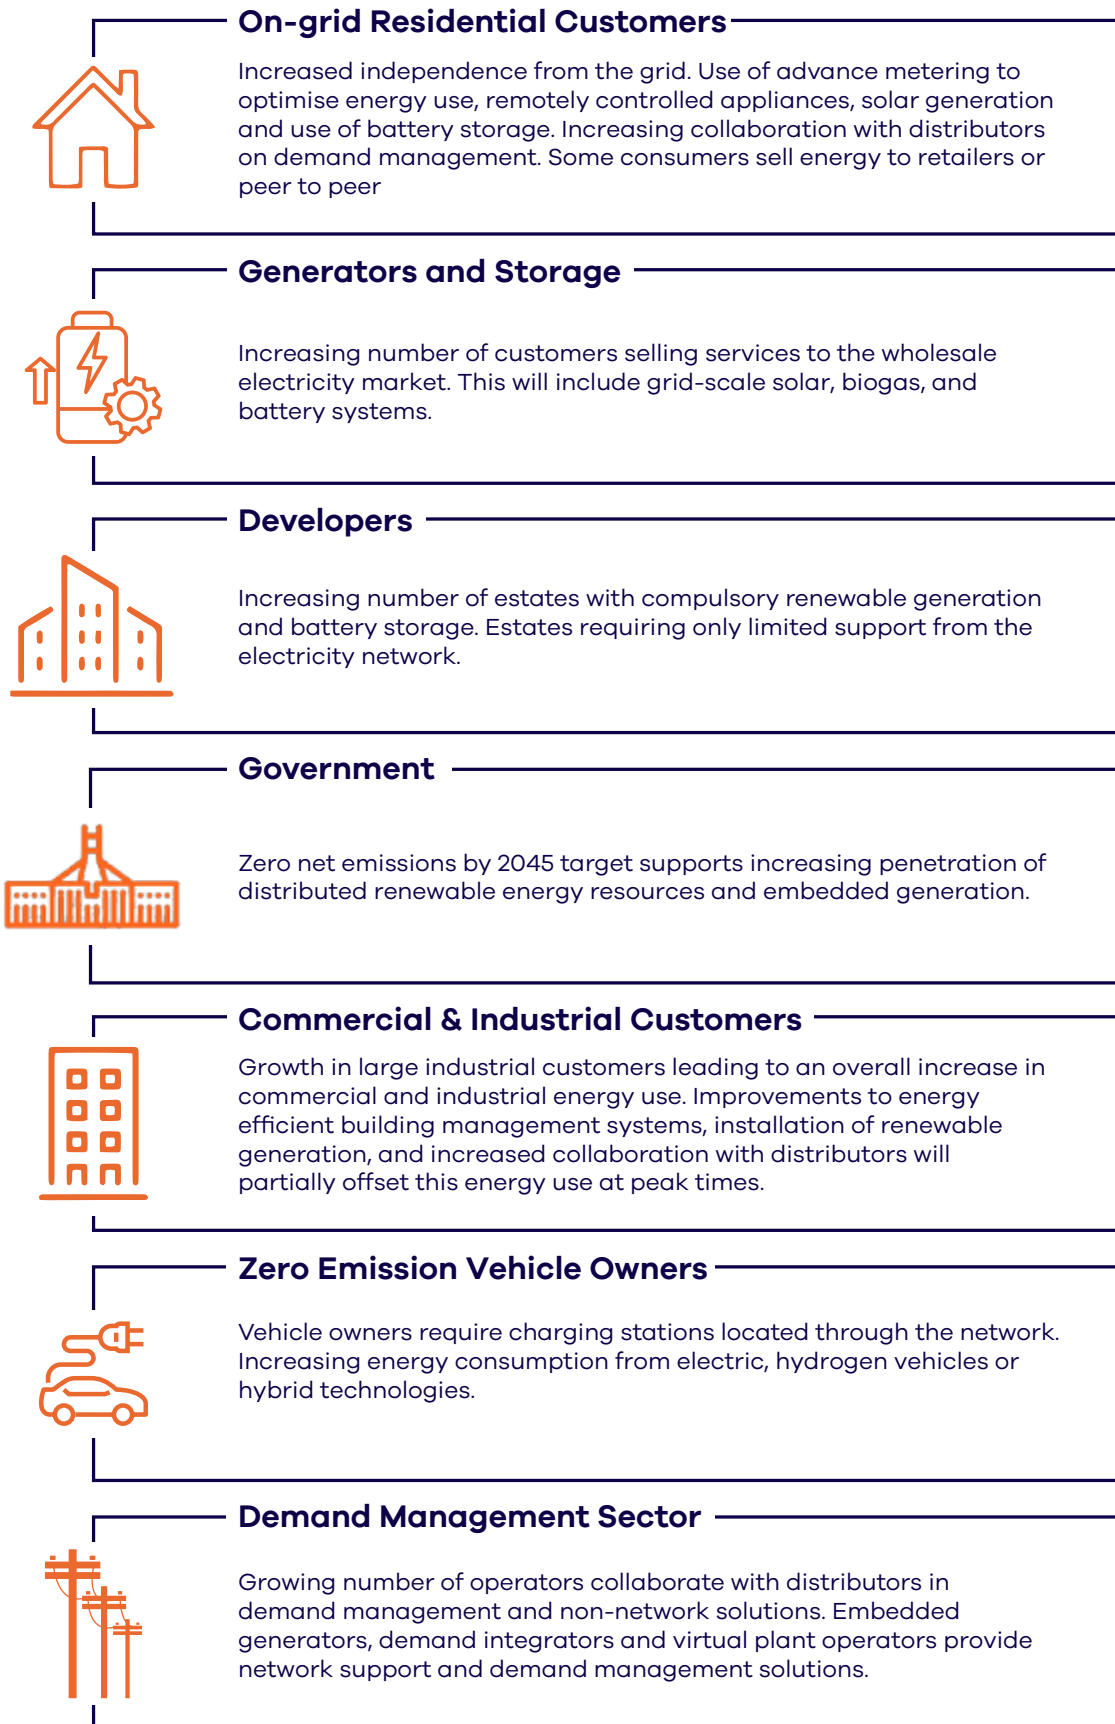 On-grid Residential Customers
Increased independence from the grid. Use of advance metering to
optimise energy use, remotely controlled appliances, solar generation
and use of battery storage. Increasing collaboration with distributors
on demand management. Some consumers sell energy to retailers or
peer to peer
Generators and Storage
Increasing number of customers selling services to the wholesale
electricity market. This will include grid-scale solar, biogas, and
battery systems.
Developers
Increasing number of estates with compulsory renewable generation
and battery storage. Estates requiring only limited support from the
electricity network.
Government
Zero net emissions by 2045 target supports increasing penetration of
distributed renewable energy resources and embedded generation.
Commercial & Industrial Customers
Growth in large industrial customers leading to an overall increase in
commercial and industrial energy use. Improvements to energy
efficient building management systems, installation of renewable
generation, and increased collaboration with distributors will
partially offset this energy use at peak times.
Zero Emission Vehicle Owners
Vehicle owners require charging stations located through the network.
Increasing energy consumption from electric, hydrogen vehicles or
hybrid technologies.
Demand Management Sector
Growing number of operators collaborate with distributors in
demand management and non-network solutions. Embedded
generators, demand integrators and virtual plant operators provide
network support and demand management solutions.